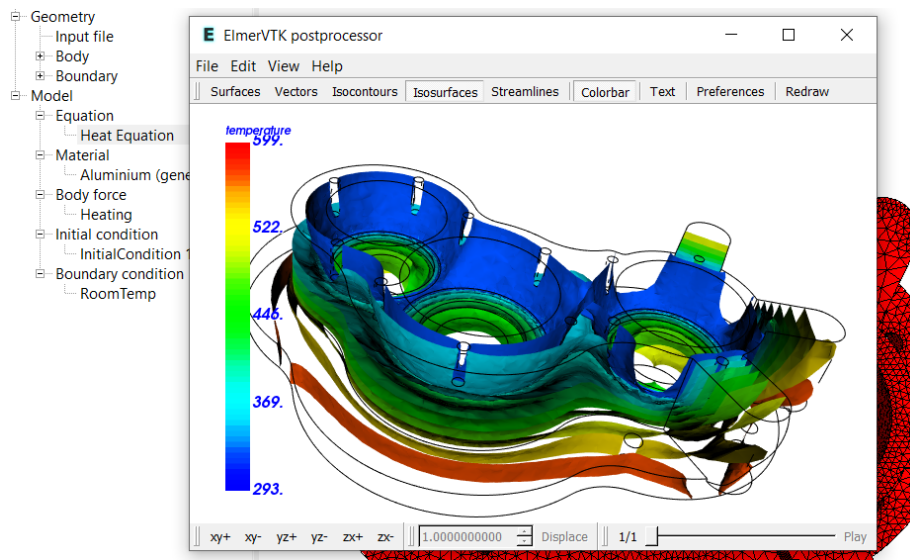 Geometry
Input file
Body
Boundary
Model
Equation
Heat Equation
Material
Aluminium (gene
Body force
Heating
Initial condition
InitialCondition 1
Boundary condition
RoomTemp
E ElmerVTK postprocessor
File Edit View Help
Surfaces Vectors Isocontours Isosurfaces Streamlines Colorbar Text Preferences Redraw
temperature
599.
522.
446.
369.
293.
xy+ xy- yz+ yz- zx+ zx- 1.0000000000 Displace 1/1 Play